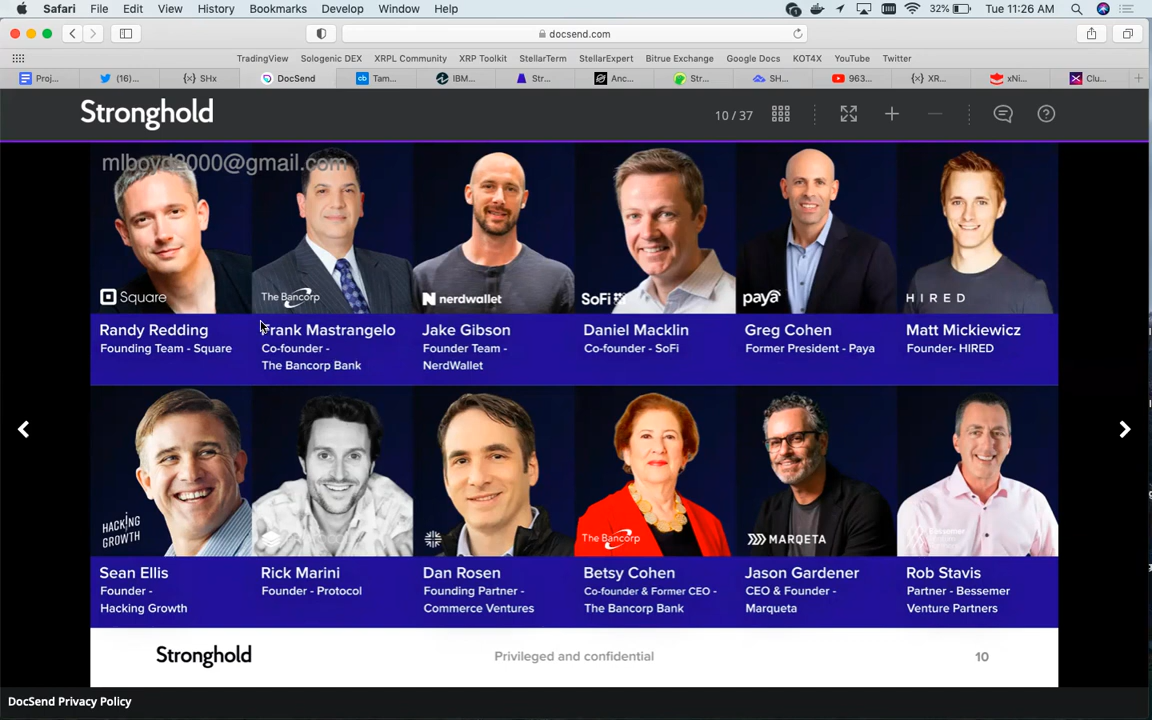 Safari File Edit View History Bookmarks Develop Window Help 32% Tue 11:26 AM
docsend.com
TradingView Sologenic DEX XRPL Community XRP Toolkit StellarTerm StellarExpert Bitrue Exchange Google Docs KOT4X YouTube Twitter
Proj... (16)... {X} SHx DocSend cb Tam... IBM... Str... Anc... Str... SH... 963... {X} XR... xNi... Clu...
Stronghold 10 / 37
mlboyd2000@gmail.com
Square The Bancorp nerdwallet SoFi paya HIRED
Randy Redding Frank Mastrangelo Jake Gibson Daniel Macklin Greg Cohen Matt Mickiewicz
Founding Team - Square Co-founder - Founder Team - Co-founder - SoFi Former President - Paya Founder- HIRED
The Bancorp Bank NerdWallet
HACKING
GROWTH The Bancorp MARQETA
Sean Ellis Rick Marini Dan Rosen Betsy Cohen Jason Gardener Rob Stavis
Founder - Founder - Protocol Founding Partner - Co-founder & Former CEO - CEO & Founder - Partner - Bessemer
Hacking Growth Commerce Ventures The Bancorp Bank Marqeta Venture Partners
Stronghold Privileged and confidential 10
DocSend Privacy Policy